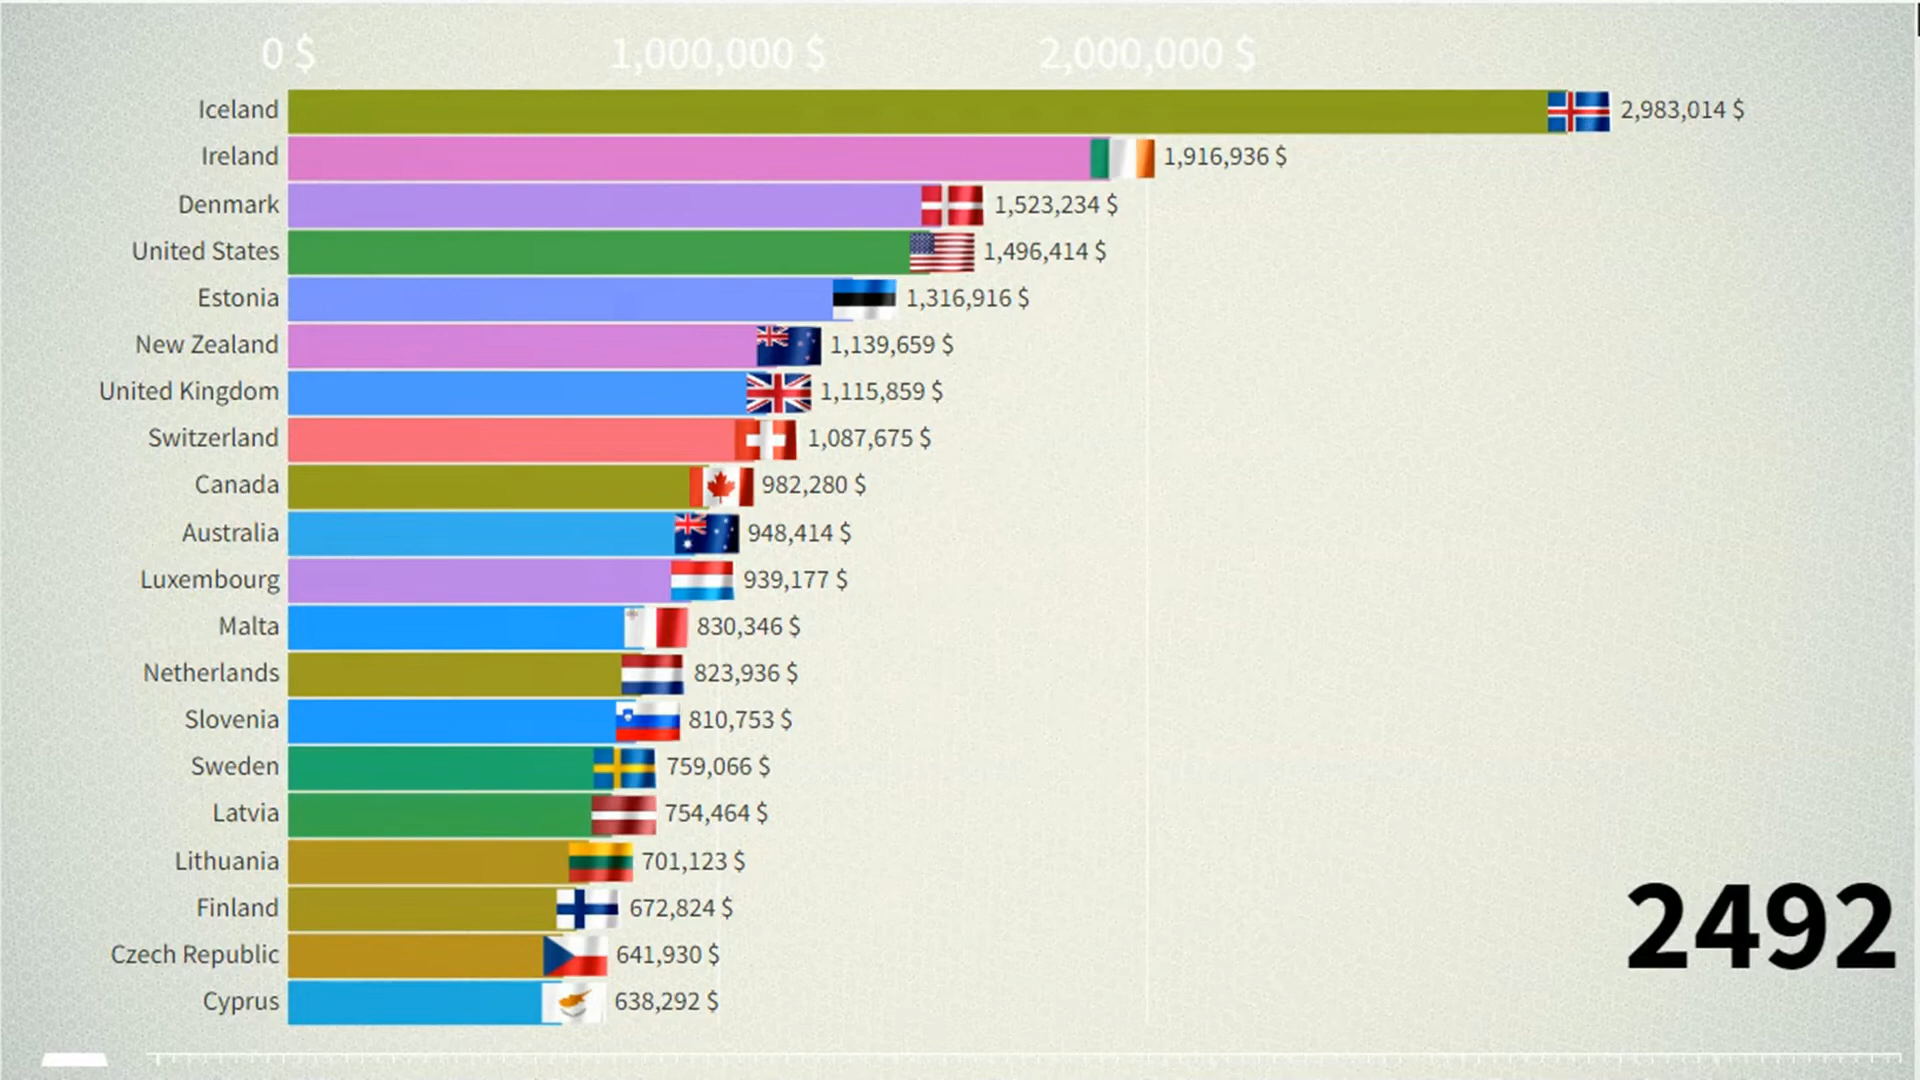 0 $ 1,000,000 $ 2,000,000 $
Iceland 2,983,014 $
Ireland 1,916,936 $
Denmark 1,523,234 $
United States 1,496,414 $
Estonia 1,316,916 $
New Zealand 1,139,659 $
United Kingdom 1,115,859 $
Switzerland 1,087,675 $
Canada 982,280 $
Australia 948,414 $
Luxembourg 939,177 $
Malta 830,346 $
Netherlands 823,936 $
Slovenia 810,753 $
Sweden 759,066 $
Latvia 754,464 $
Lithuania 701,123 $
Finland 672,824 $
Czech Republic 641,930 $
Cyprus 638,292 $
2492